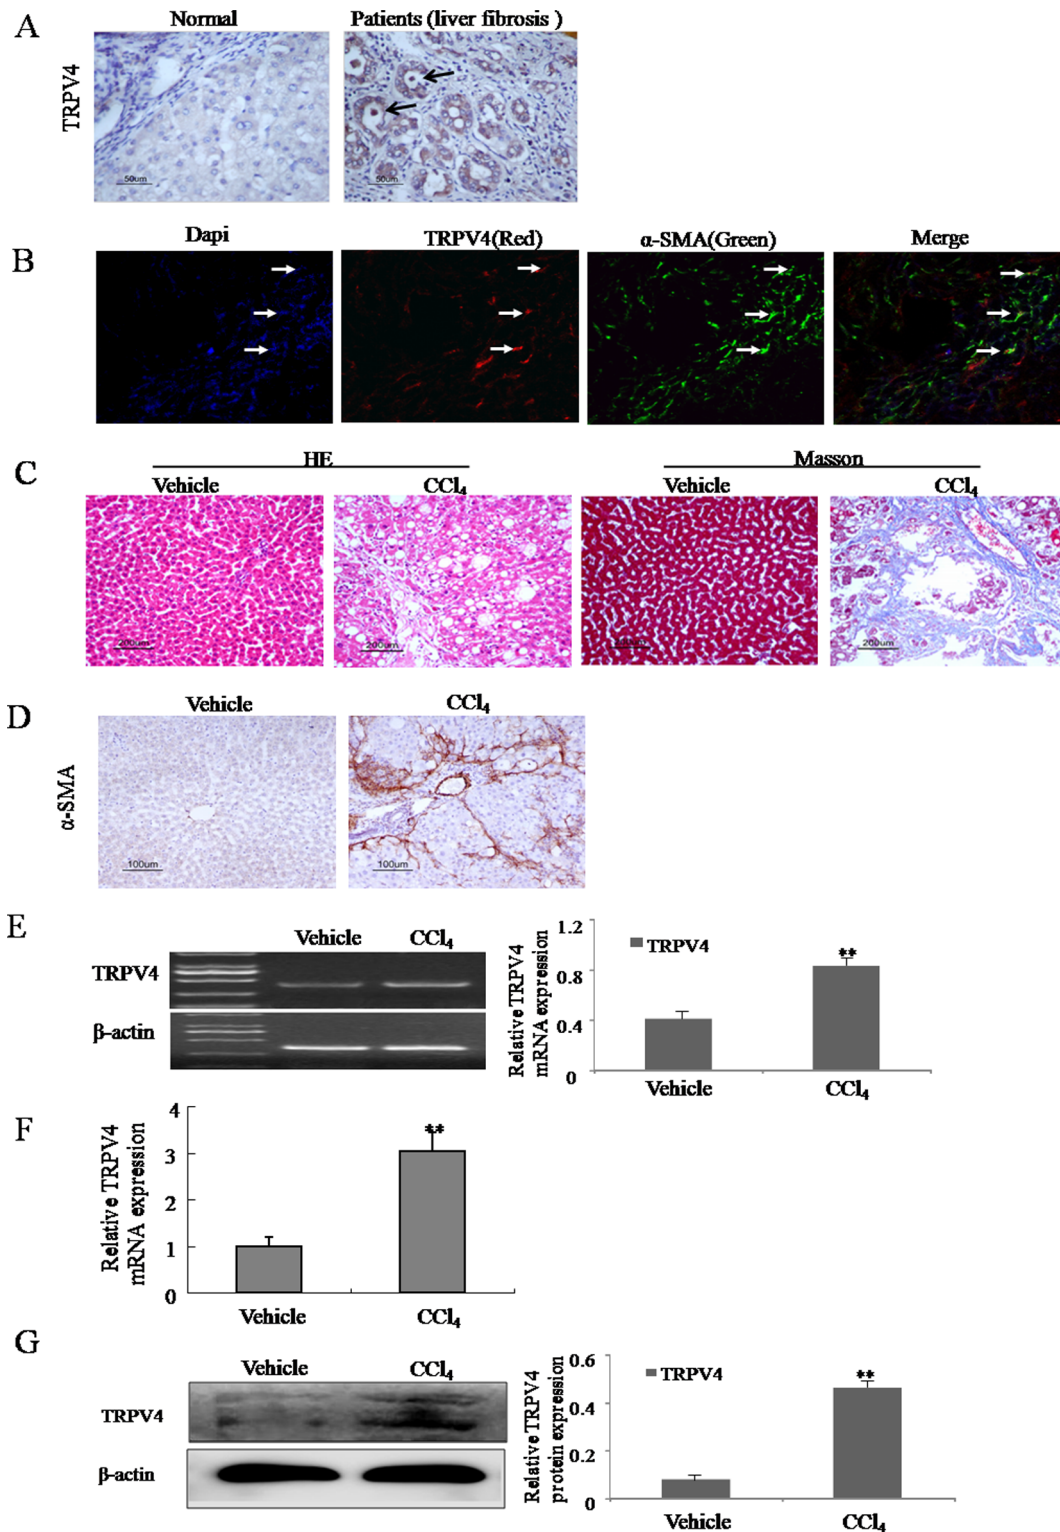 A
Normal
Patients (liver fibrosis )
TRPV4
50um
50um
B
Dapi
TRPV4(Red)
α-SMA(Green)
Merge
C
HE
Masson
Vehicle
CCl₄
Vehicle
CCl₄
200um
200um
200um
200um
D
Vehicle
CCl₄
α-SMA
100um
100um
E
Vehicle
CCl₄
TRPV4
β-actin
Relative TRPV4
mRNA expression
1.2
0.8
0.4
0
TRPV4
**
Vehicle
CCl₄
F
Relative TRPV4
mRNA expression
4
3
2
1
0
**
Vehicle
CCl₄
G
Vehicle
CCl₄
TRPV4
β-actin
Relative TRPV4
protein expression
0.6
0.4
0.2
0
TRPV4
**
Vehicle
CCl₄